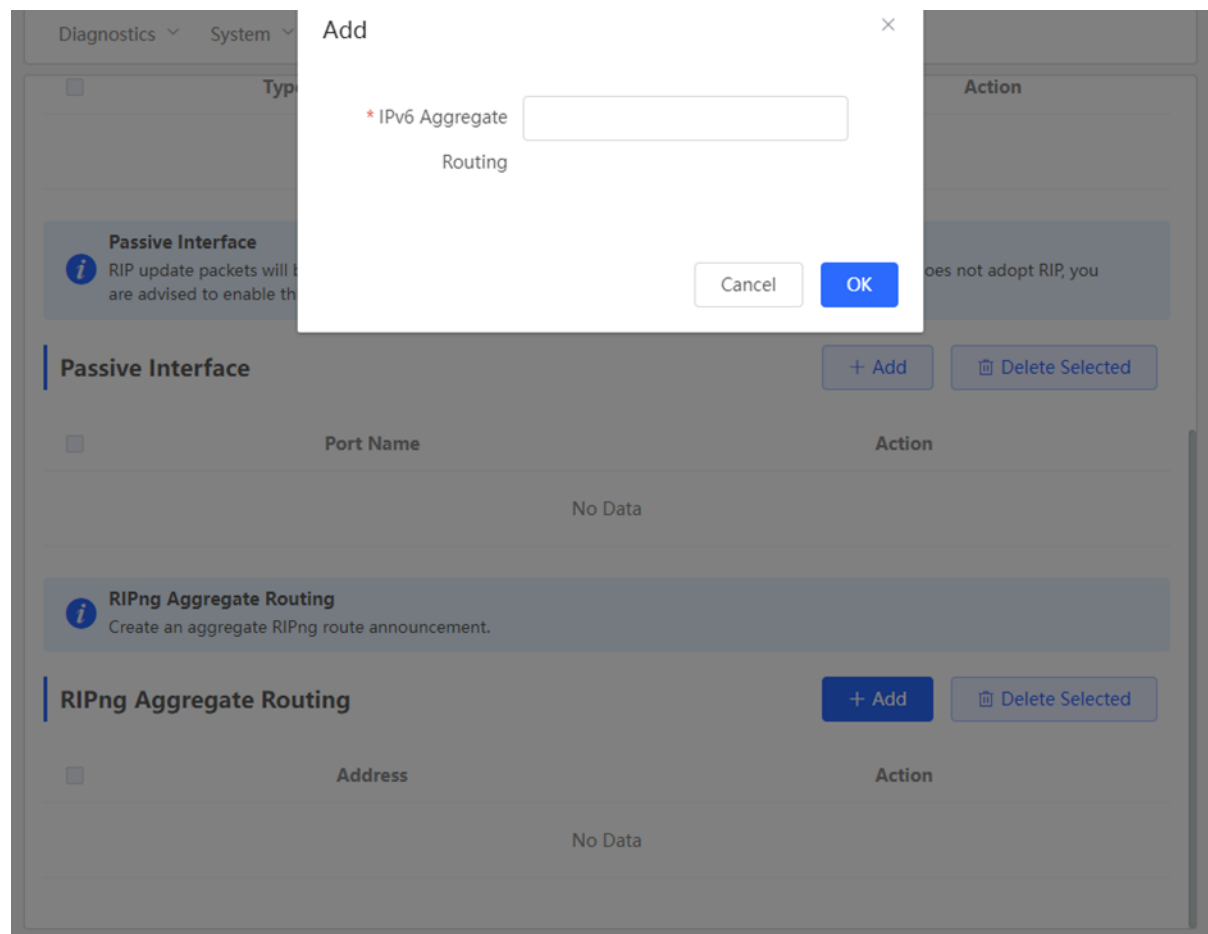 Diagnostics System
Add
Type
Action
* IPv6 Aggregate
Routing
Passive Interface
RIP update packets will oes not adopt RIP, you
are advised to enable th
Cancel OK
Passive Interface
+ Add Delete Selected
Port Name Action
No Data
RIPng Aggregate Routing
Create an aggregate RIPng route announcement.
RIPng Aggregate Routing
+ Add Delete Selected
Address Action
No Data